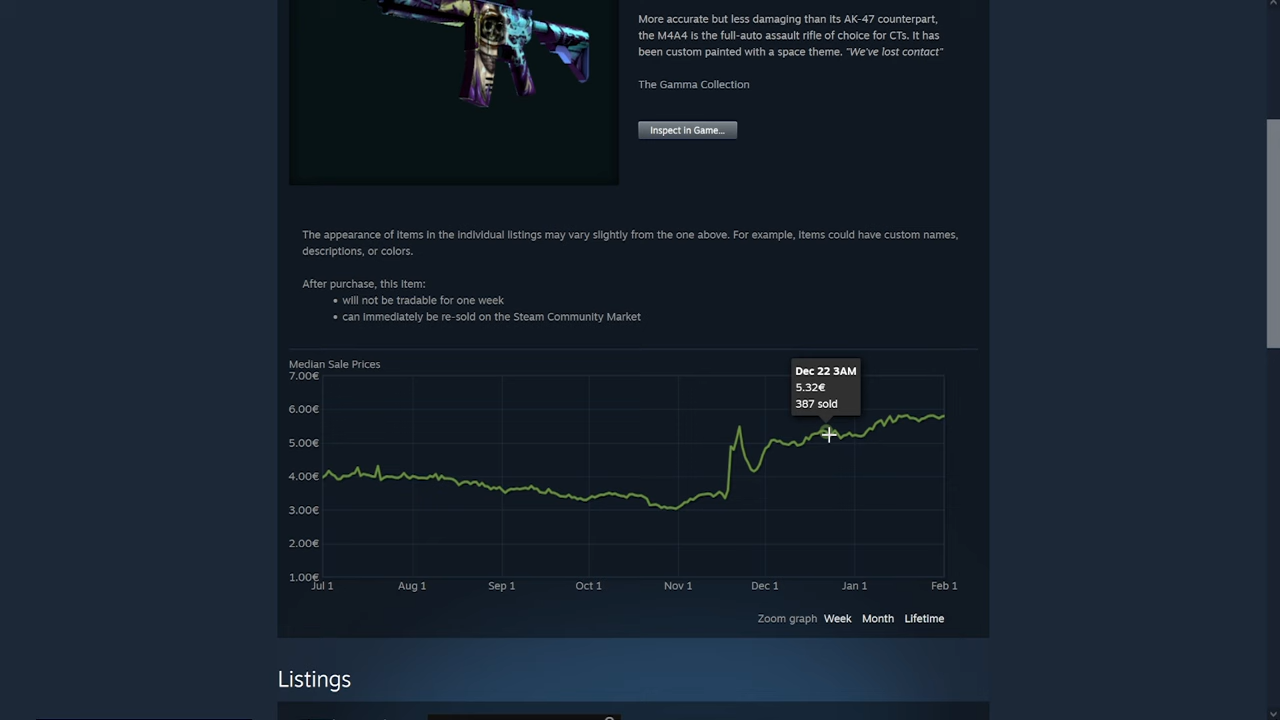 More accurate but less damaging than its AK-47 counterpart,
the M4A4 is the full-auto assault rifle of choice for CTs. It has
been custom painted with a space theme. "We've lost contact"
The Gamma Collection
Inspect in Game...
The appearance of items in the individual listings may vary slightly from the one above. For example, items could have custom names,
descriptions, or colors.
After purchase, this item:
• will not be tradable for one week
• can immediately be re-sold on the Steam Community Market
Median Sale Prices
7.00€
6.00€
5.00€
4.00€
3.00€
2.00€
1.00€
Dec 22 3AM
5.32€
387 sold
Jul 1 Aug 1 Sep 1 Oct 1 Nov 1 Dec 1 Jan 1 Feb 1
Zoom graph Week Month Lifetime
Listings